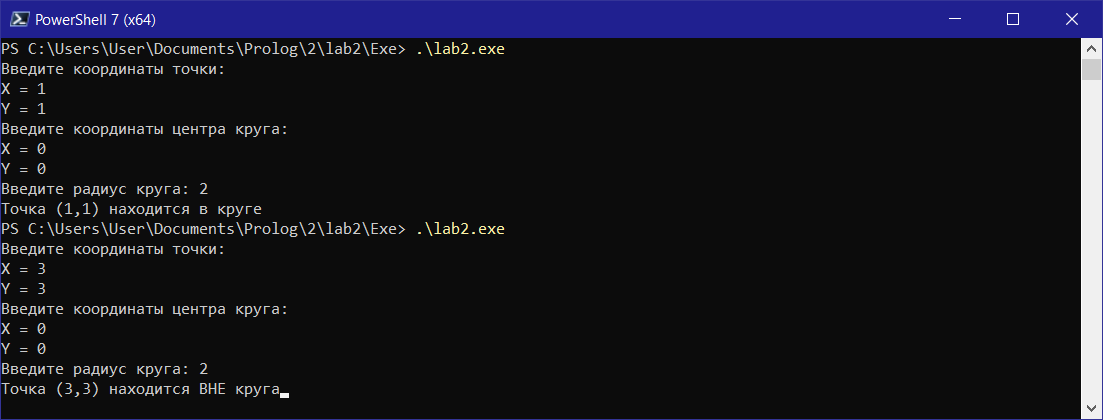 PowerShell 7 (x64)
PS C:\Users\User\Documents\Prolog\2\lab2\Exe> .\lab2.exe
Введите координаты точки:
X = 1
Y = 1
Введите координаты центра круга:
X = 0
Y = 0
Введите радиус круга: 2
Точка (1,1) находится в круге
PS C:\Users\User\Documents\Prolog\2\lab2\Exe> .\lab2.exe
Введите координаты точки:
X = 3
Y = 3
Введите координаты центра круга:
X = 0
Y = 0
Введите радиус круга: 2
Точка (3,3) находится ВНЕ круга